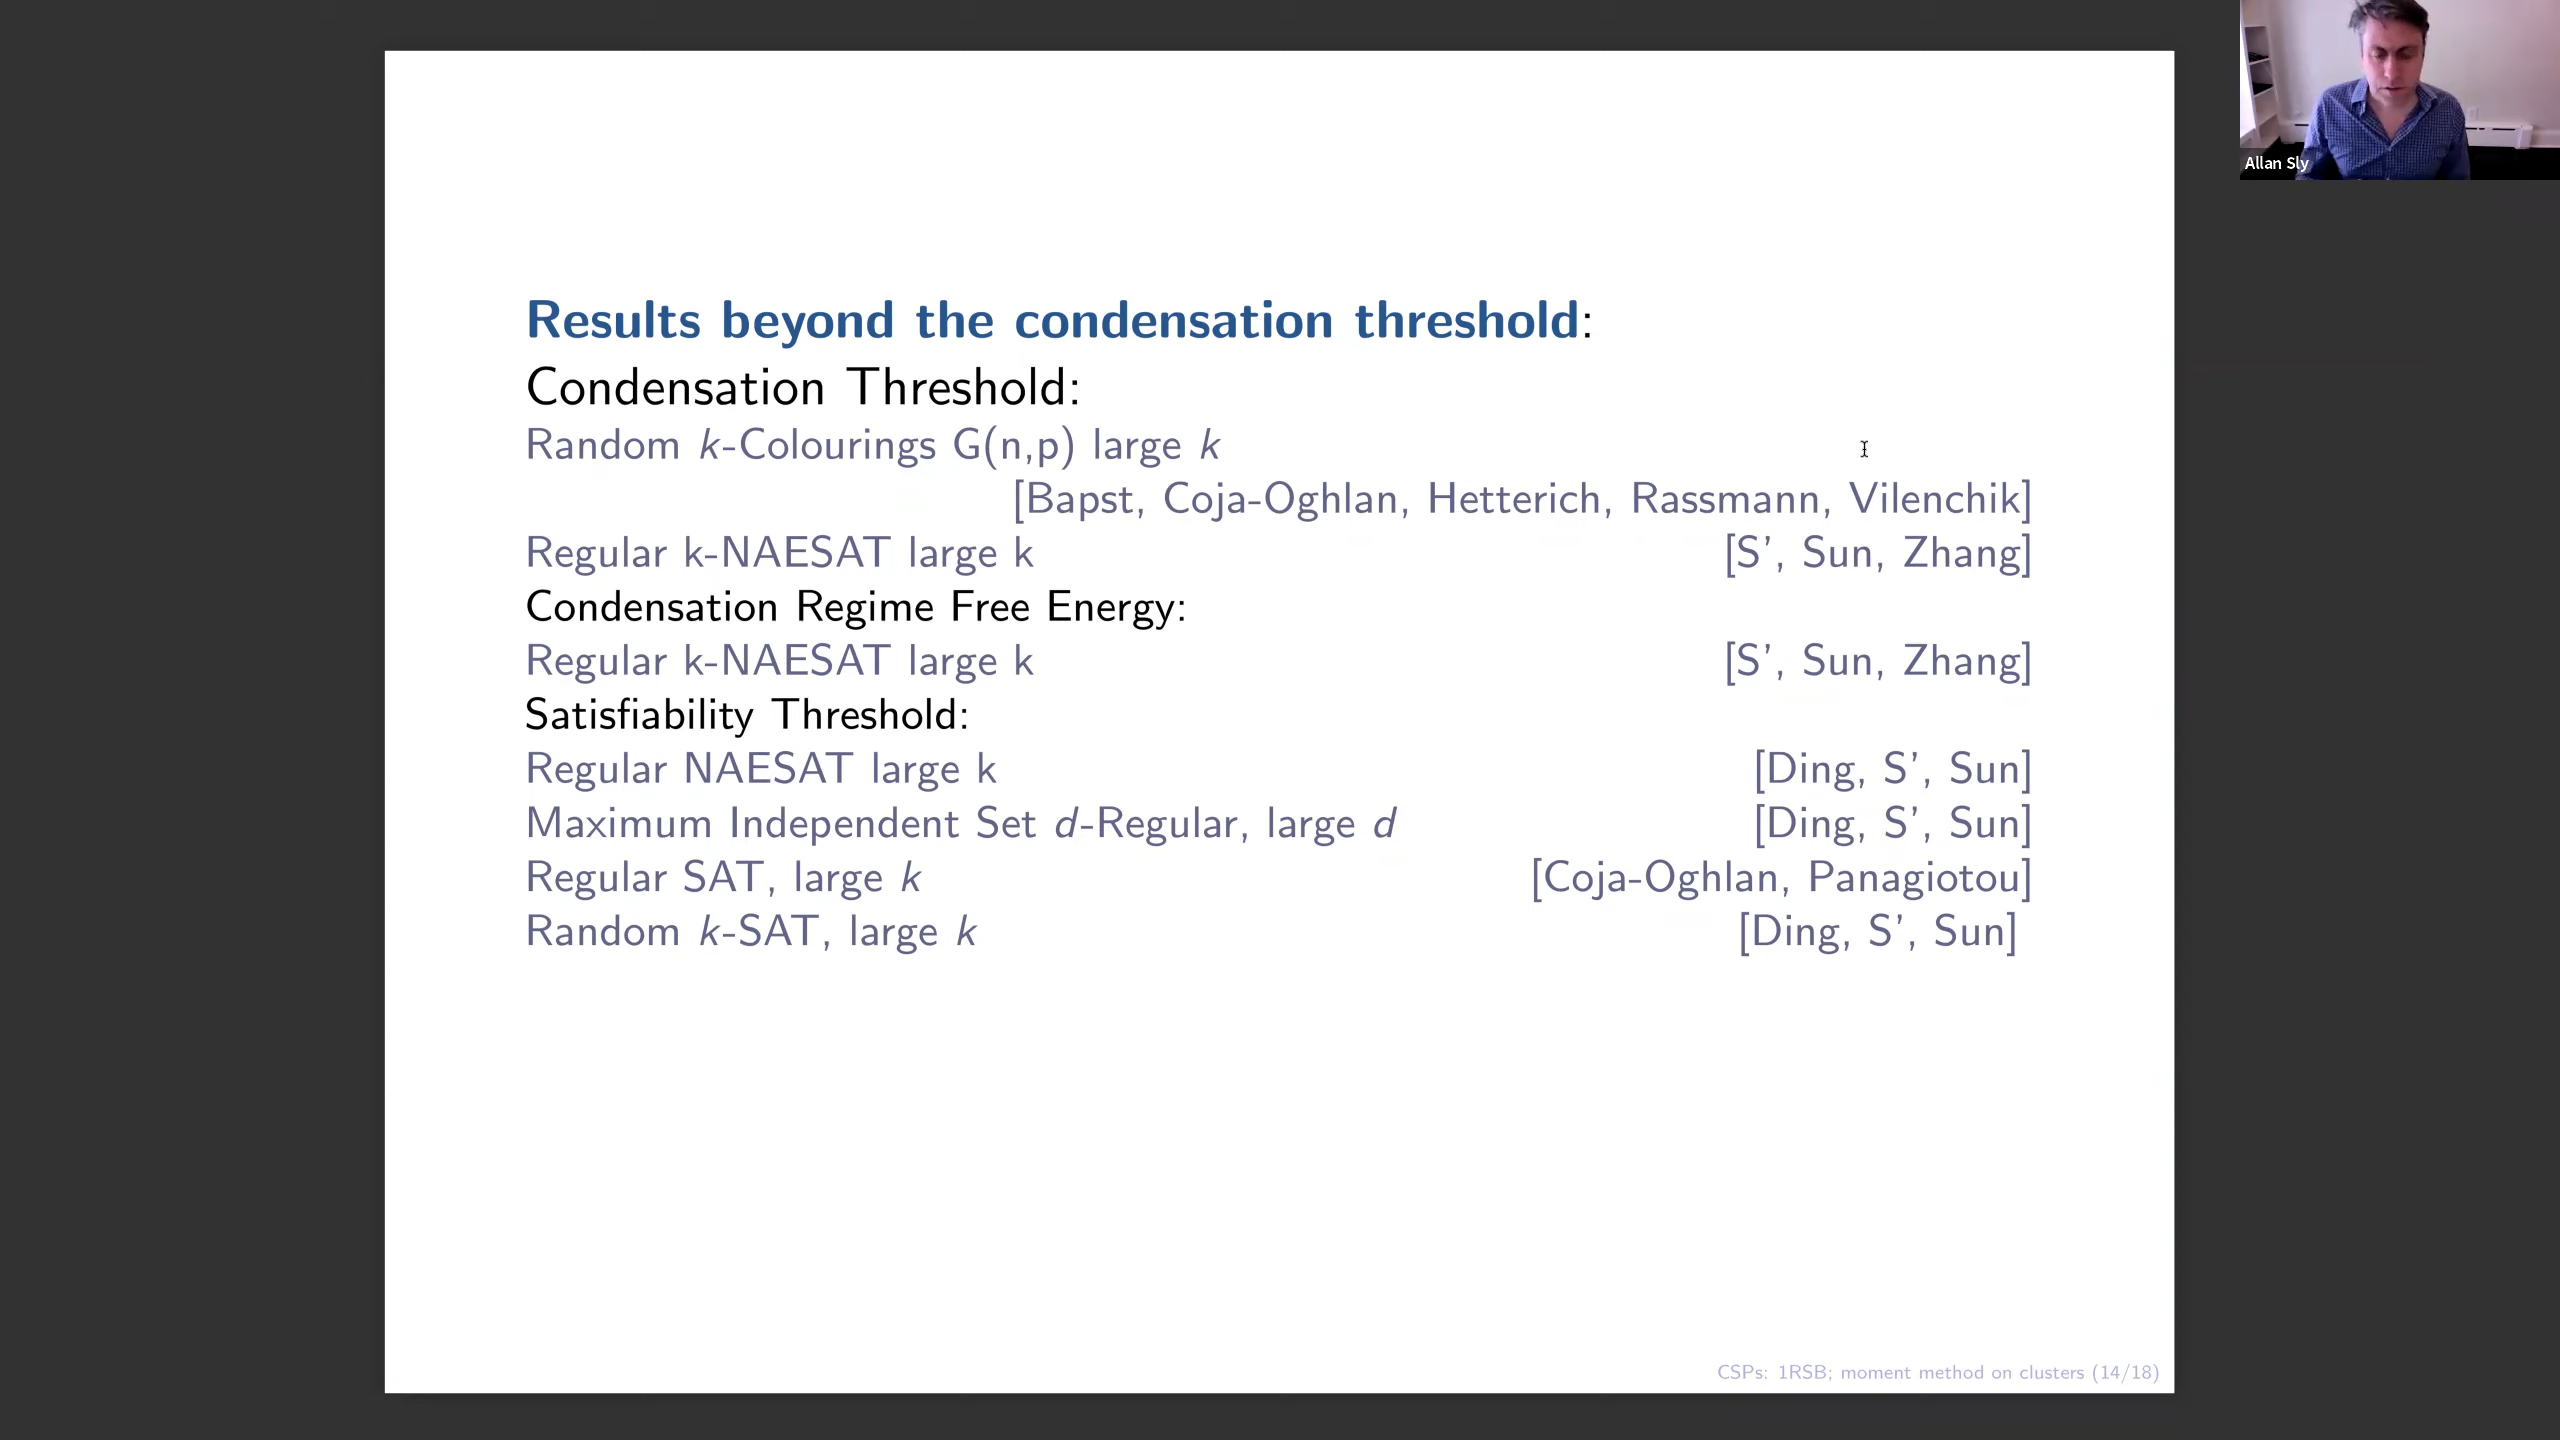 Allan Sly
Results beyond the condensation threshold:
Condensation Threshold:
Random k-Colourings G(n,p) large k
[Bapst, Coja-Oghlan, Hetterich, Rassmann, Vilenchik]
Regular k-NAESAT large k [S’, Sun, Zhang]
Condensation Regime Free Energy:
Regular k-NAESAT large k [S’, Sun, Zhang]
Satisfiability Threshold:
Regular NAESAT large k [Ding, S’, Sun]
Maximum Independent Set d-Regular, large d [Ding, S’, Sun]
Regular SAT, large k [Coja-Oghlan, Panagiotou]
Random k-SAT, large k [Ding, S’, Sun]
CSPs: 1RSB; moment method on clusters (14/18)